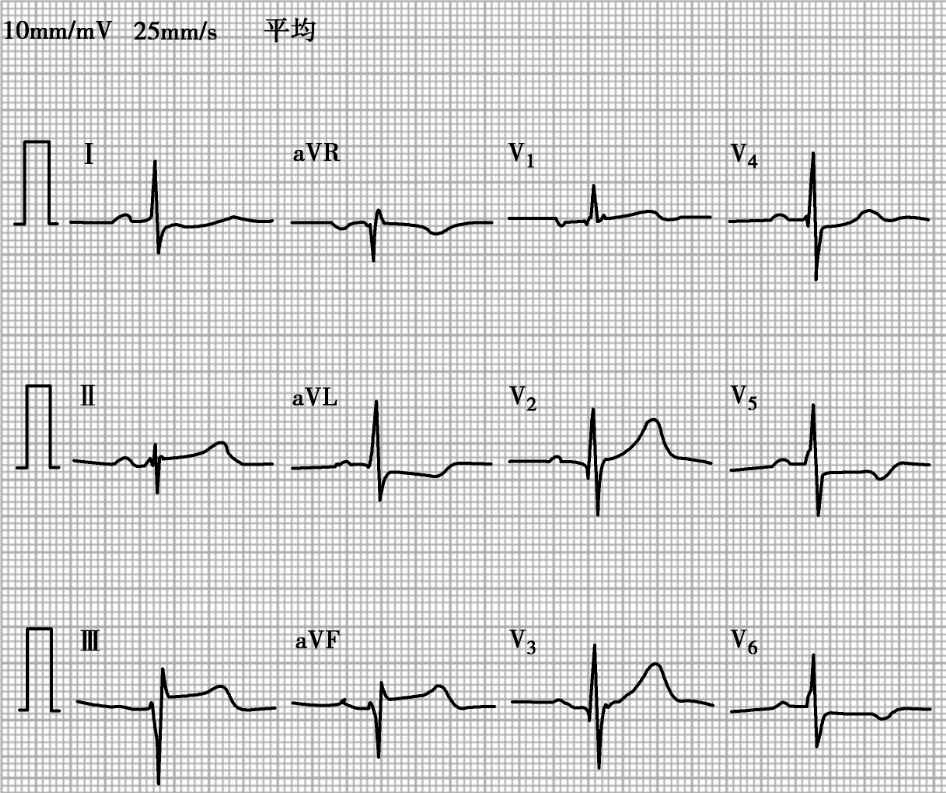 10mm/mV 25mm/s 平均
Ⅰ aVR V₁ V₄
Ⅱ aVL V₂ V₅
Ⅲ aVF V₃ V₆